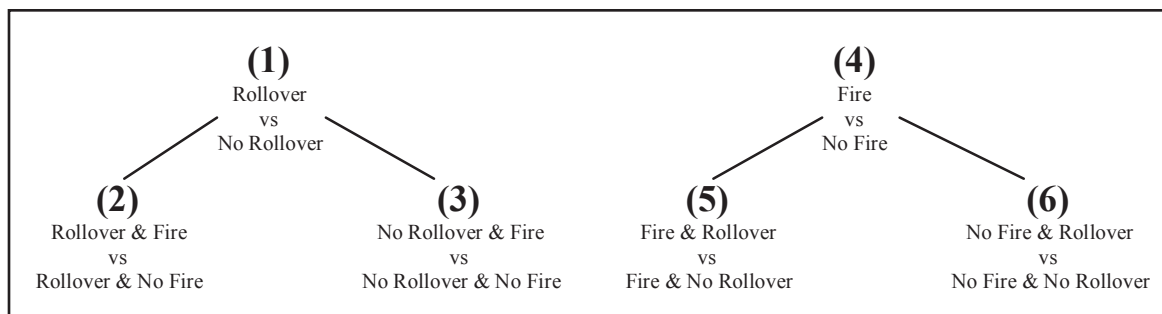 (1)
Rollover
vs
No Rollover
(2)
Rollover & Fire
vs
Rollover & No Fire
(3)
No Rollover & Fire
vs
No Rollover & No Fire
(4)
Fire
vs
No Fire
(5)
Fire & Rollover
vs
Fire & No Rollover
(6)
No Fire & Rollover
vs
No Fire & No Rollover